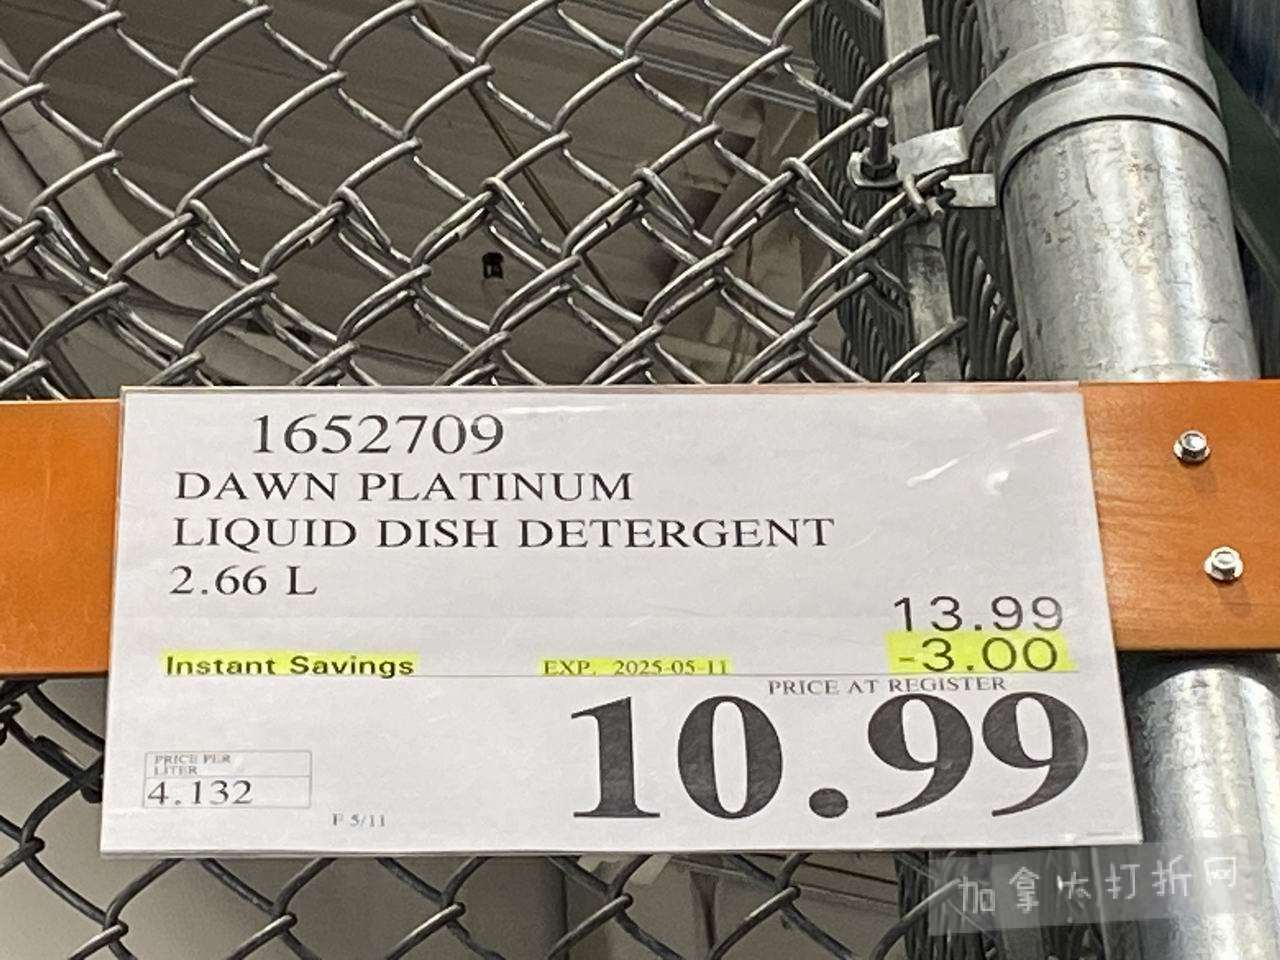 1652709
DAWN PLATINUM
LIQUID DISH DETERGENT
2.66 L
13.99
Instant Savings EXP. 2025-05-11 -3.00
PRICE AT REGISTER
10.99
PRICE PER
LITER
4.132
P 5/11
加拿大打折网